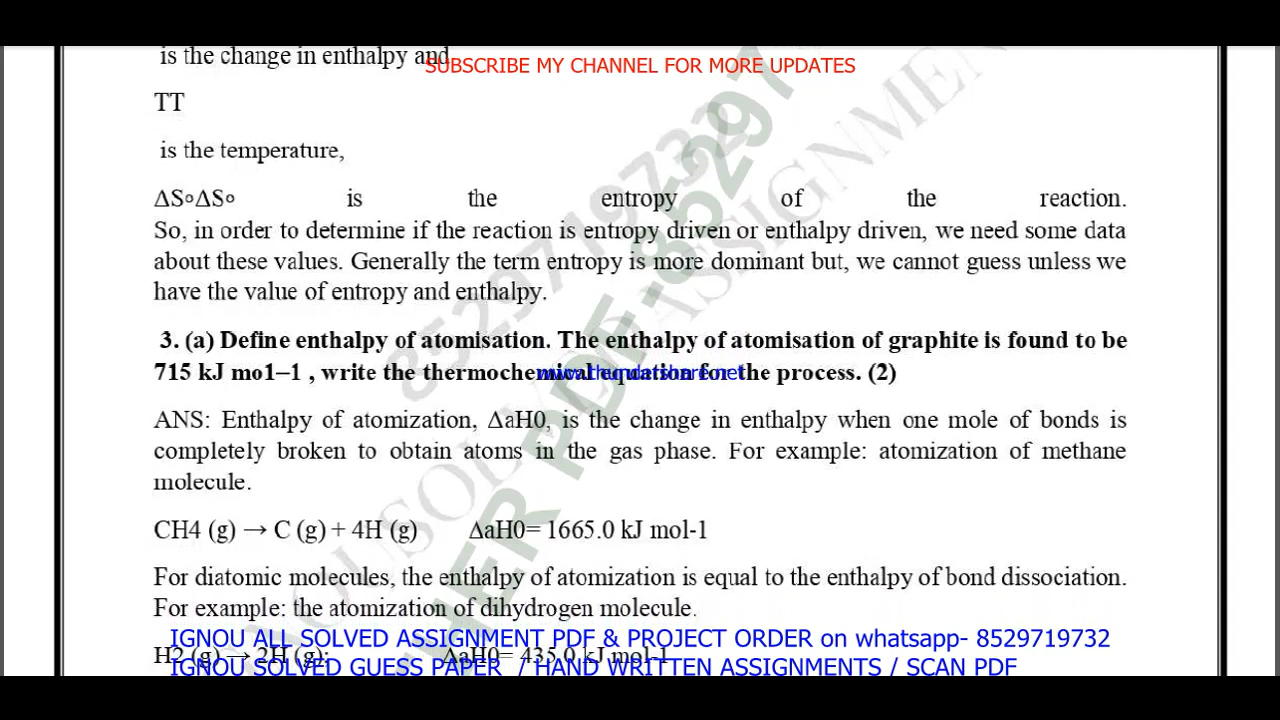 is the change in enthalpy and
SUBSCRIBE MY CHANNEL FOR MORE UPDATES
TT
is the temperature,
ΔS∘ΔS∘ is the entropy of the reaction.
So, in order to determine if the reaction is entropy driven or enthalpy driven, we need some data
about these values. Generally the term entropy is more dominant but, we cannot guess unless we
have the value of entropy and enthalpy.
3. (a) Define enthalpy of atomisation. The enthalpy of atomisation of graphite is found to be
715 kJ mo1–1 , write the thermochemical equation for the process. (2)
www.thundershare.net
ANS: Enthalpy of atomization, ΔaH0, is the change in enthalpy when one mole of bonds is
completely broken to obtain atoms in the gas phase. For example: atomization of methane
molecule.
CH4 (g) → C (g) + 4H (g) ΔaH0= 1665.0 kJ mol-1
For diatomic molecules, the enthalpy of atomization is equal to the enthalpy of bond dissociation.
For example: the atomization of dihydrogen molecule.
IGNOU ALL SOLVED ASSIGNMENT PDF & PROJECT ORDER on whatsapp- 8529719732
H2 (g) → 2H (g); ΔaH0= 435.0 kJ mol-1
IGNOU SOLVED GUESS PAPER / HAND WRITTEN ASSIGNMENTS / SCAN PDF
8529719732